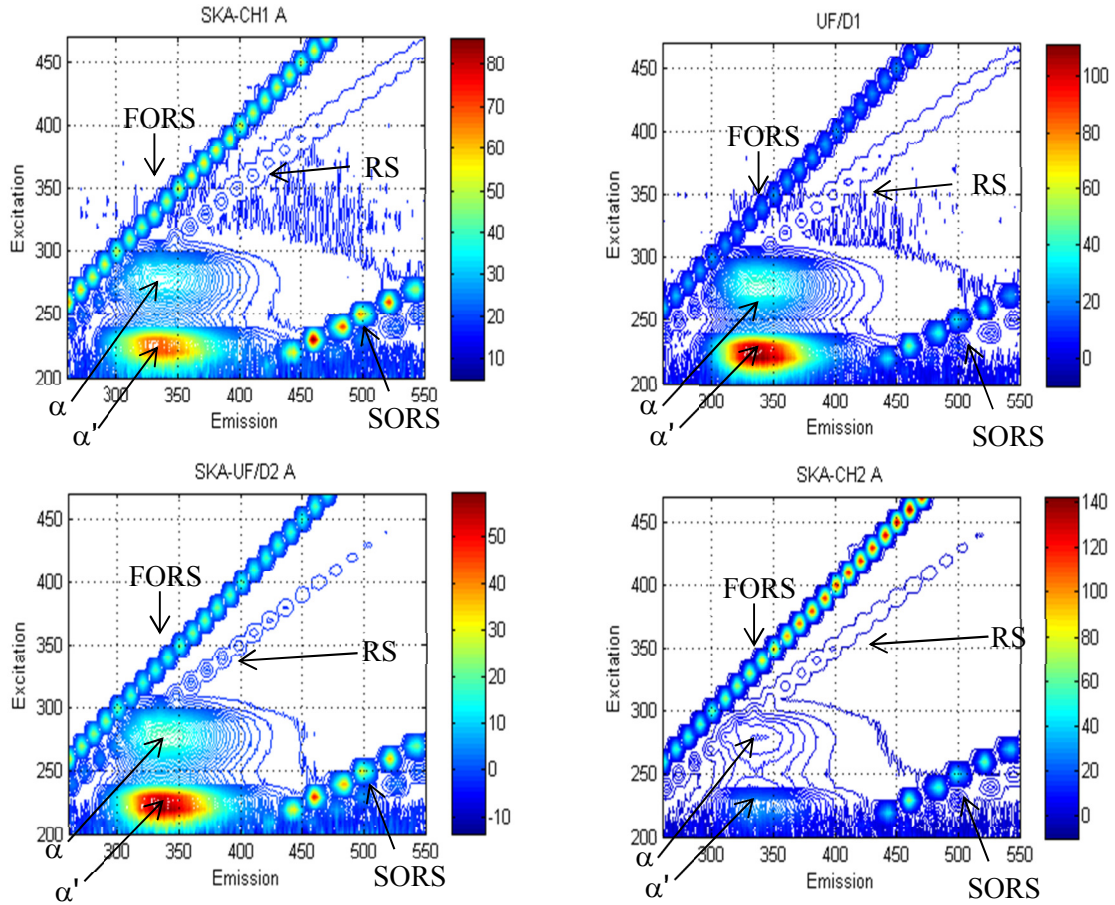 SKA-CH1 A
Excitation
450
400
350
300
250
200
300
350
400
450
500
550
Emission
80
70
60
50
40
30
20
10
FORS
RS
α
α'
SORS
UF/D1
Excitation
450
400
350
300
250
200
300
350
400
450
500
550
Emission
100
80
60
40
20
0
FORS
RS
α
α'
SORS
SKA-UF/D2 A
Excitation
450
400
350
300
250
200
300
350
400
450
500
550
Emission
50
40
30
20
10
0
-10
FORS
RS
α
α'
SORS
SKA-CH2 A
Excitation
450
400
350
300
250
200
300
350
400
450
500
550
Emission
140
120
100
80
60
40
20
0
FORS
RS
α
α'
SORS